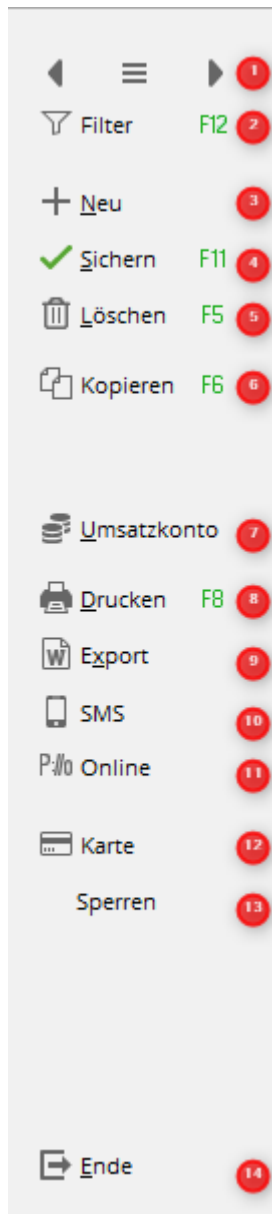 1
Filter F12 2
Neu 3
Sichern F11 4
Löschen F5 5
Kopieren F6 6
Umsatzkonto 7
Drucken F8 8
W Export 9
SMS 10
P:/lo Online 11
Karte 12
Sperren 13
Ende 14